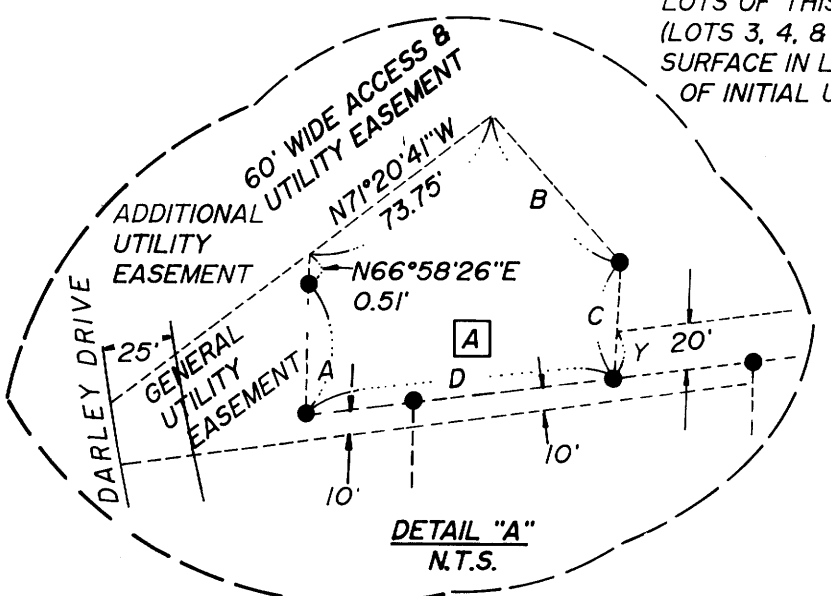 LOTS OF THIS
(LOTS 3, 4, 8
SURFACE IN L
OF INITIAL U
60' WIDE ACCESS &
UTILITY EASEMENT
N71°20'41"W
73.75'
ADDITIONAL
UTILITY
EASEMENT
B
N66°58'26"E
0.51'
DARLEY DRIVE
25'
GENERAL
UTILITY
EASEMENT
A
A
C
Y
20'
D
10'
10'
DETAIL "A"
N.T.S.